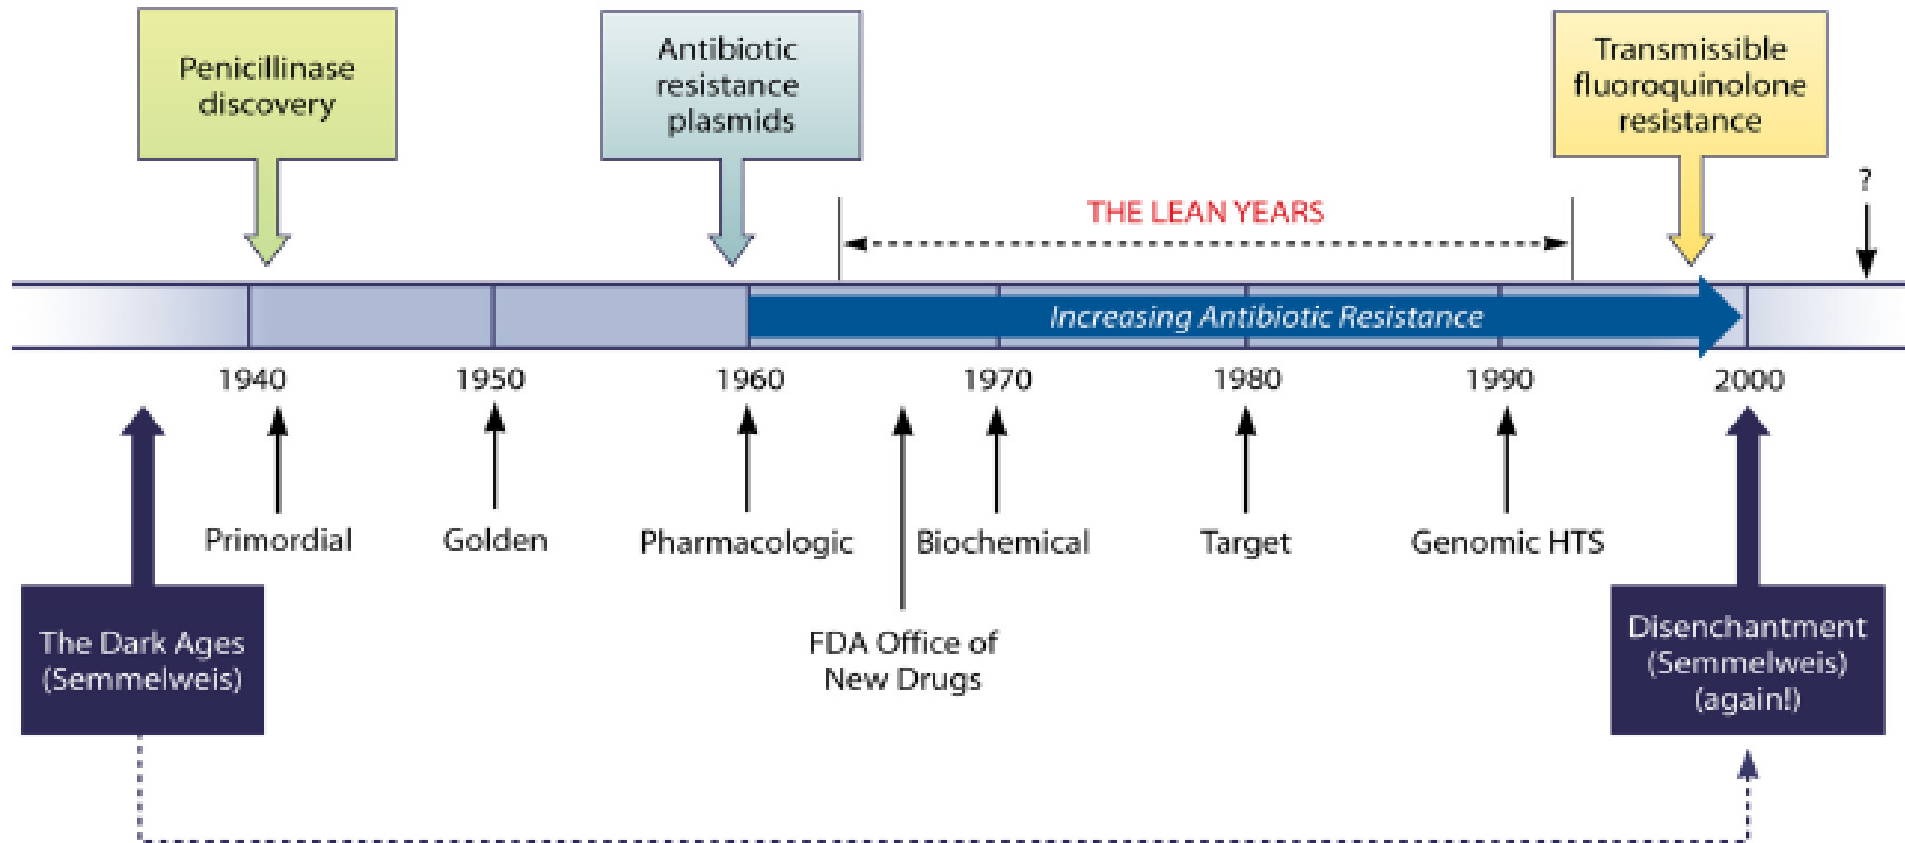 Penicillinase
discovery
Antibiotic
resistance
plasmids
Transmissible
fluoroquinolone
resistance
?
THE LEAN YEARS
Increasing Antibiotic Resistance
1940
1950
1960
1970
1980
1990
2000
Primordial
Golden
Pharmacologic
Biochemical
Target
Genomic HTS
The Dark Ages
(Semmelweis)
FDA Office of
New Drugs
Disenchantment
(Semmelweis)
(again!)